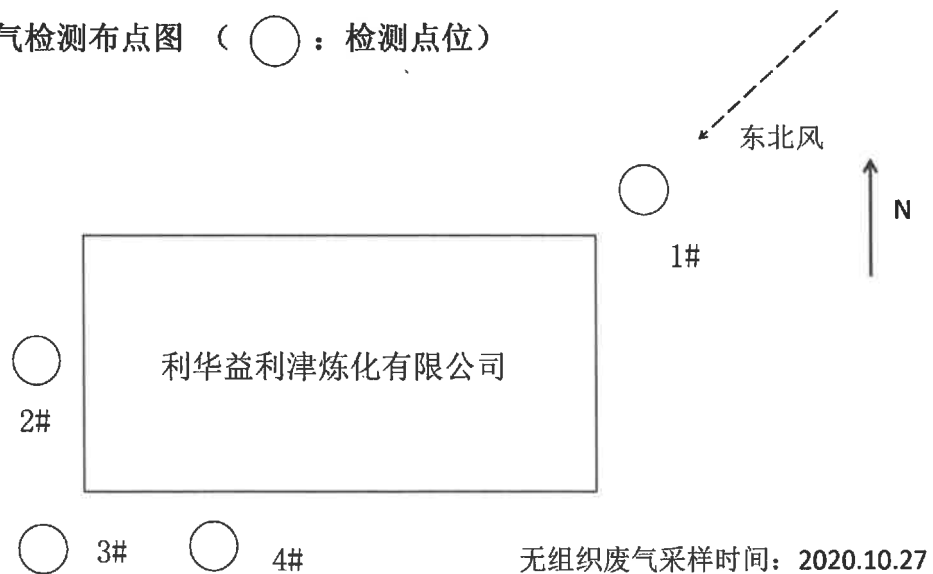 气检测布点图 （ ◯ ：检测点位）
东北风
N
1#
利华益利津炼化有限公司
2#
3#
4#
无组织废气采样时间：2020.10.27